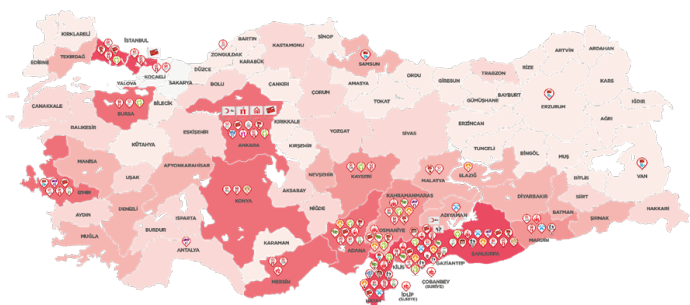 KIRKLARELİ
EDİRNE
TEKİRDAĞ
İSTANBUL
YALOVA
KOCAELİ
SAKARYA
DÜZCE
ZONGULDAK
BARTIN
KARABÜK
KASTAMONU
SİNOP
SAMSUN
ORDU
GİRESUN
TRABZON
RİZE
ARTVİN
ARDAHAN
KARS
IĞDIR
AĞRI
ERZURUM
BAYBURT
GÜMÜŞHANE
ERZİNCAN
TUNCELİ
BİNGÖL
MUŞ
BİTLİS
VAN
HAKKARİ
ŞIRNAK
SİİRT
BATMAN
DİYARBAKIR
MARDİN
ŞANLIURFA
ADIYAMAN
ELAZIĞ
MALATYA
SİVAS
TOKAT
AMASYA
ÇORUM
ÇANKIRI
BOLU
BİLECİK
BURSA
ÇANAKKALE
BALIKESİR
KÜTAHYA
ESKİŞEHİR
ANKARA
KIRIKKALE
KIRŞEHİR
YOZGAT
NEVŞEHİR
KAYSERİ
KAHRAMANMARAŞ
OSMANİYE
GAZİANTEP
KİLİS
ÇOBANBEY
(SURİYE)
İDLİP
(SURİYE)
HATAY
ADANA
MERSİN
NİĞDE
AKSARAY
KONYA
KARAMAN
ANTALYA
ISPARTA
BURDUR
AFYONKARAHİSAR
UŞAK
MANİSA
İZMİR
AYDIN
DENİZLİ
MUĞLA